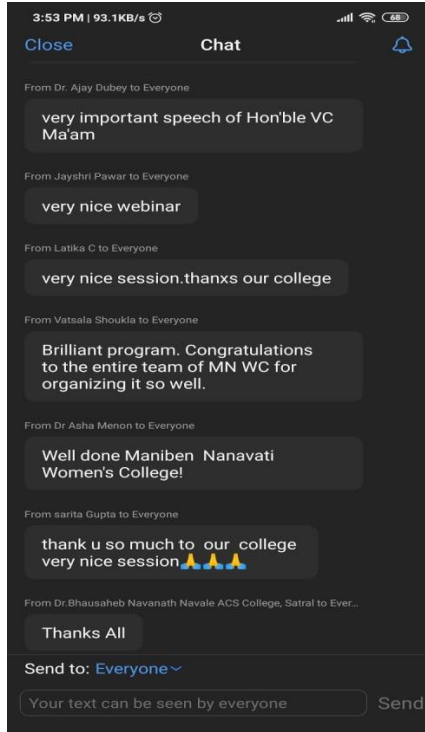 3:53 PM | 93.1KB/s
68
Close
Chat
From Dr. Ajay Dubey to Everyone
very important speech of Hon'ble VC
Ma'am
From Jayshri Pawar to Everyone
very nice webinar
From Latika C to Everyone
very nice session.thanxs our college
From Vatsala Shoukla to Everyone
Brilliant program. Congratulations
to the entire team of MN WC for
organizing it so well.
From Dr Asha Menon to Everyone
Well done Maniben  Nanavati
Women's College!
From sarita Gupta to Everyone
thank u so much to  our  college
very nice session🙏🙏🙏
From Dr.Bhausaheb Navanath Navale ACS College, Satral to Ever...
Thanks All
Send to: Everyone
Your text can be seen by everyone
Send